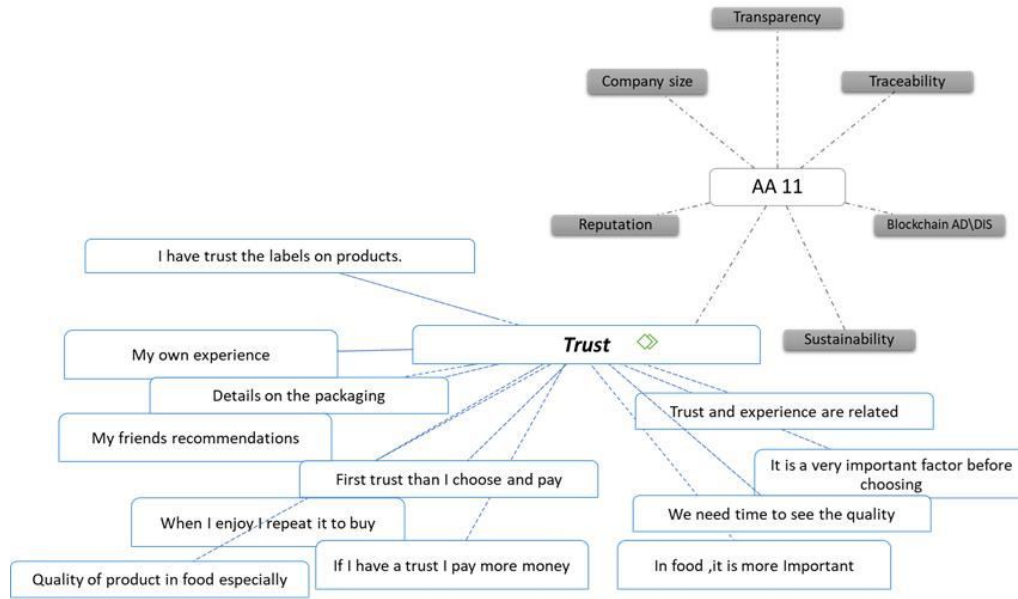 Transparency
Company size
Traceability
AA 11
Reputation
Blockchain AD\DIS
I have trust the labels on products.
Trust
Sustainability
My own experience
Details on the packaging
Trust and experience are related
My friends recommendations
It is a very important factor before
choosing
First trust than I choose and pay
We need time to see the quality
When I enjoy I repeat it to buy
If I have a trust I pay more money
In food ,it is more Important
Quality of product in food especially